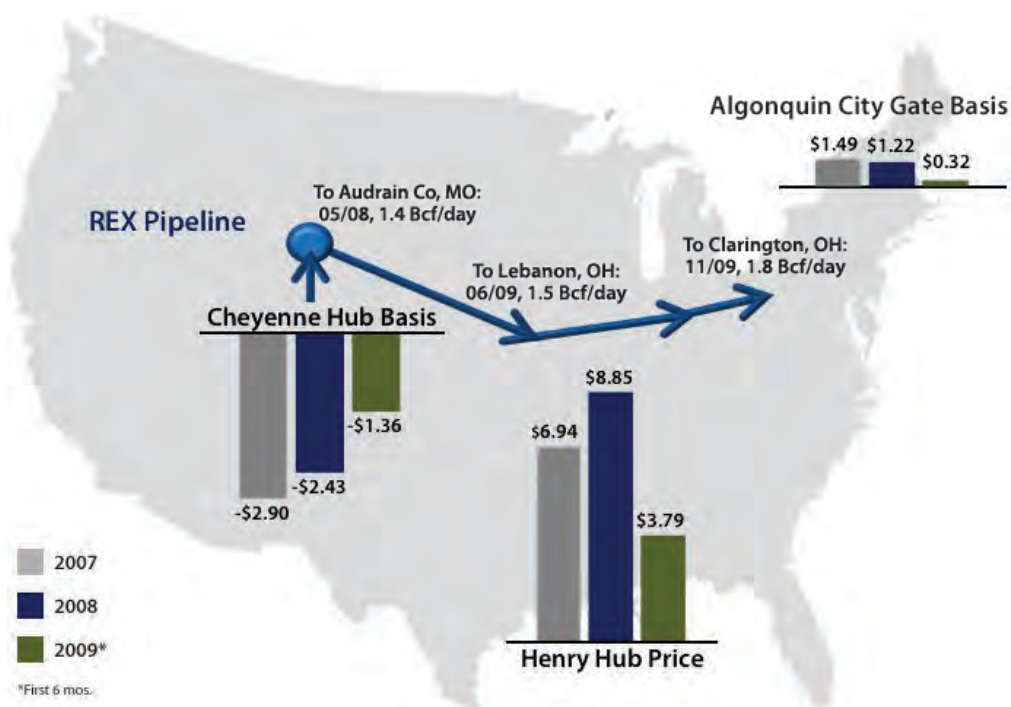 Algonquin City Gate Basis
$1.49 $1.22
$0.32
To Audrain Co, MO:
05/08, 1.4 Bcf/day
REX Pipeline
To Clarington, OH:
11/09, 1.8 Bcf/day
To Lebanon, OH:
06/09, 1.5 Bcf/day
Cheyenne Hub Basis
-$1.36
-$2.43
-$2.90
$8.85
$6.94
$3.79
Henry Hub Price
2007
2008
2009*
*First 6 mos.